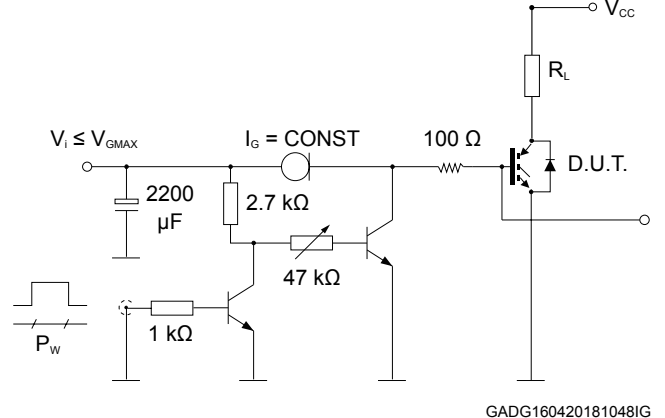 V_CC
R_L
V_i ≤ V_GMAX
I_G = CONST
100 Ω
D.U.T.
2200
μF
2.7 kΩ
47 kΩ
1 kΩ
P_W
GADG160420181048IG